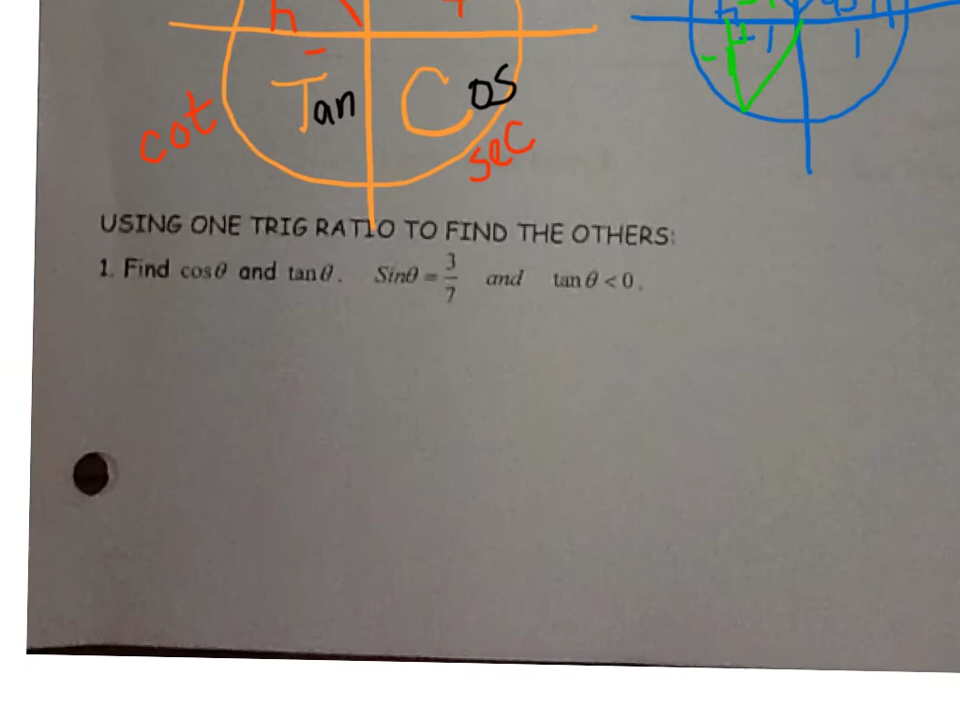 h
Tan Cos
cot
sec
USING ONE TRIG RATIO TO FIND THE OTHERS:
1. Find cosθ and tanθ. Sinθ = 3/7 and tanθ < 0.